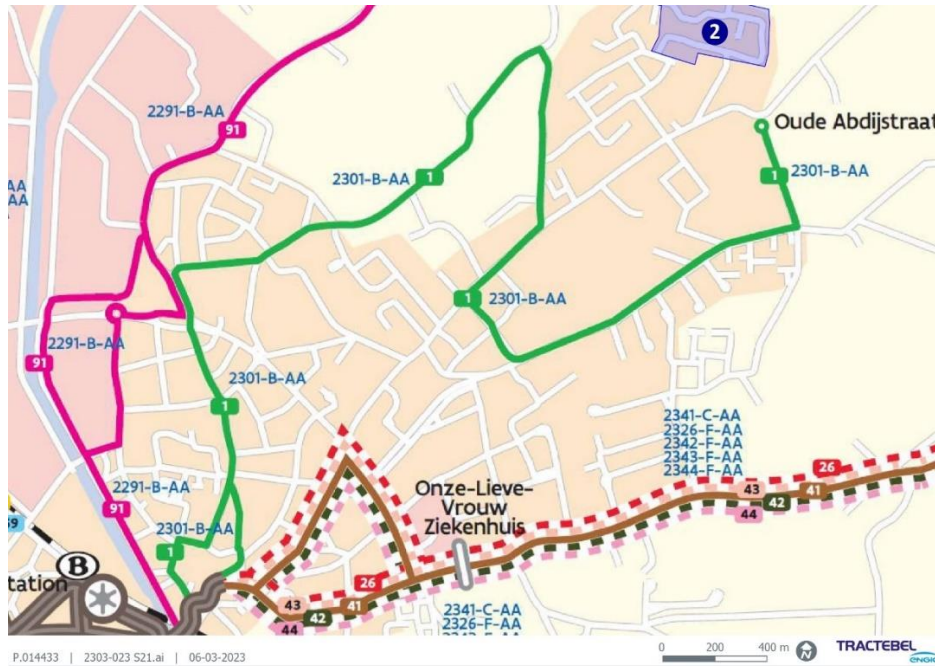 2
2291-B-AA
91
Oude Abdijstraat
2301-B-AA
1
1
2301-B-AA
2301-B-AA
1
2291-B-AA
91
2301-B-AA
1
2341-C-AA
2326-F-AA
2342-F-AA
2343-F-AA
2344-F-AA
26
43
41
42
44
Onze-Lieve-
Vrouw
Ziekenhuis
2291-B-AA
91
2301-B-AA
1
B
tation
26
43
41
42
44
2341-C-AA
2326-F-AA
0 200 400 m
N
P.014433 | 2303-023 S21.ai | 06-03-2023
TRACTEBEL